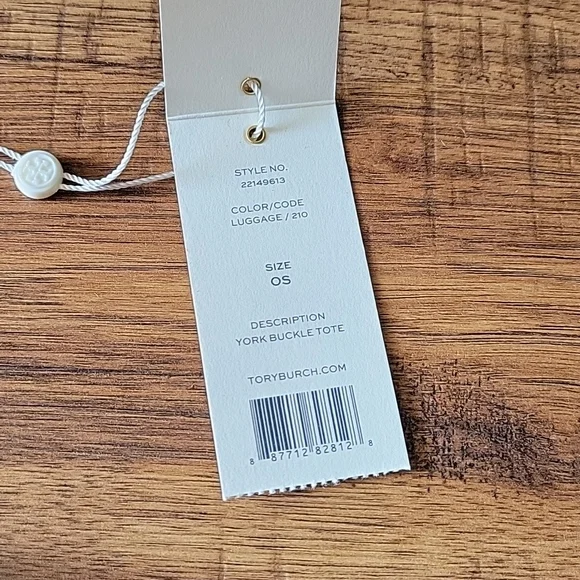 STYLE NO.
22149613
COLOR/CODE
LUGGAGE / 210
SIZE
OS
DESCRIPTION
YORK BUCKLE TOTE
TORYBURCH.COM
8 87712 82812 8